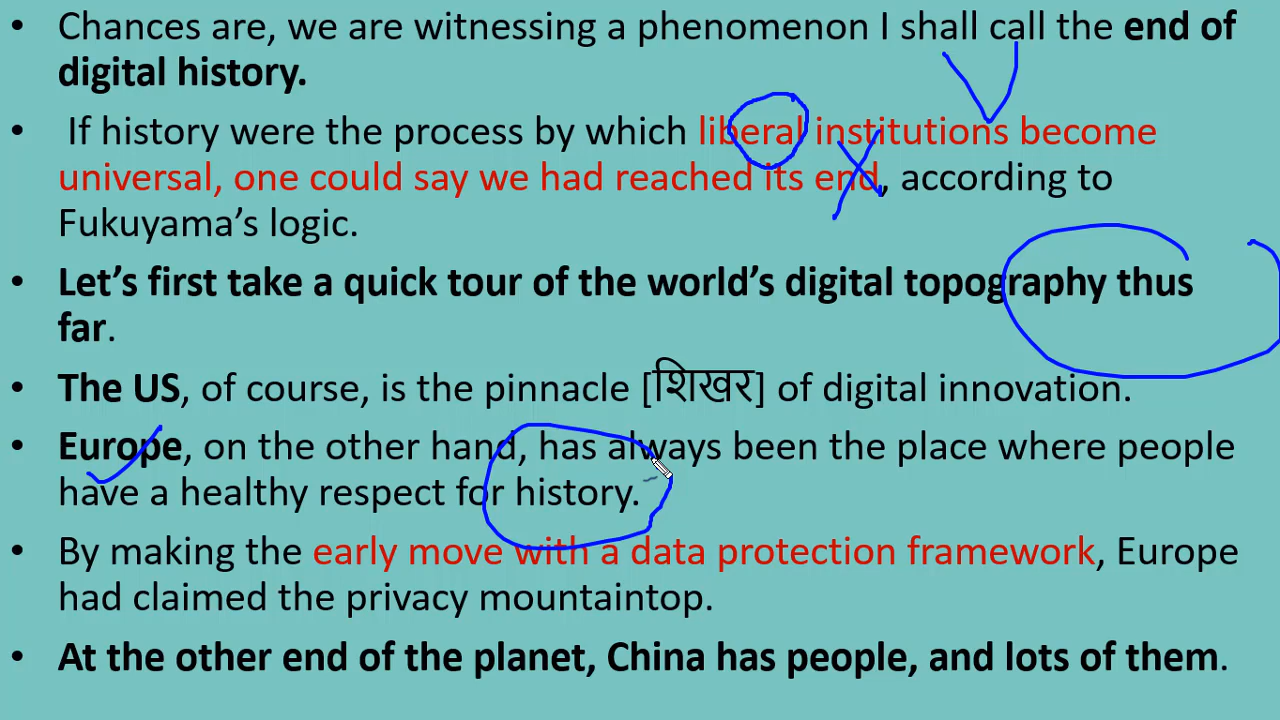 • Chances are, we are witnessing a phenomenon I shall call the end of
digital history.
• If history were the process by which liberal institutions become
universal, one could say we had reached its end, according to
Fukuyama’s logic.
• Let’s first take a quick tour of the world’s digital topography thus
far.
• The US, of course, is the pinnacle [शिखर] of digital innovation.
• Europe, on the other hand, has always been the place where people
have a healthy respect for history.
• By making the early move with a data protection framework, Europe
had claimed the privacy mountaintop.
• At the other end of the planet, China has people, and lots of them.